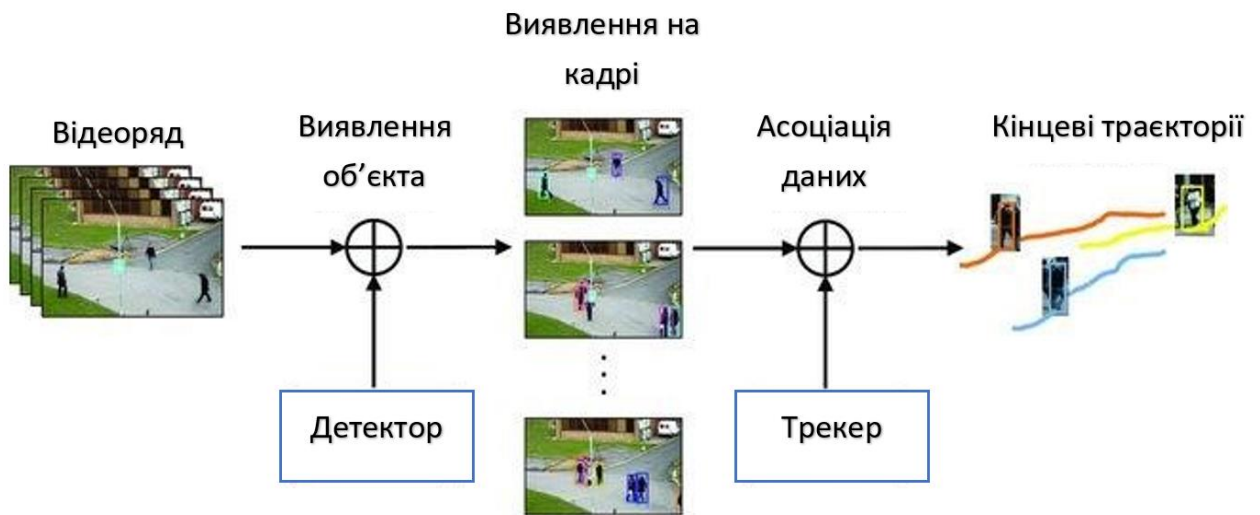 Відеоряд
Виявлення
об’єкта
Виявлення на
кадрі
Асоціація
даних
Кінцеві траєкторії
Детектор
Трекер